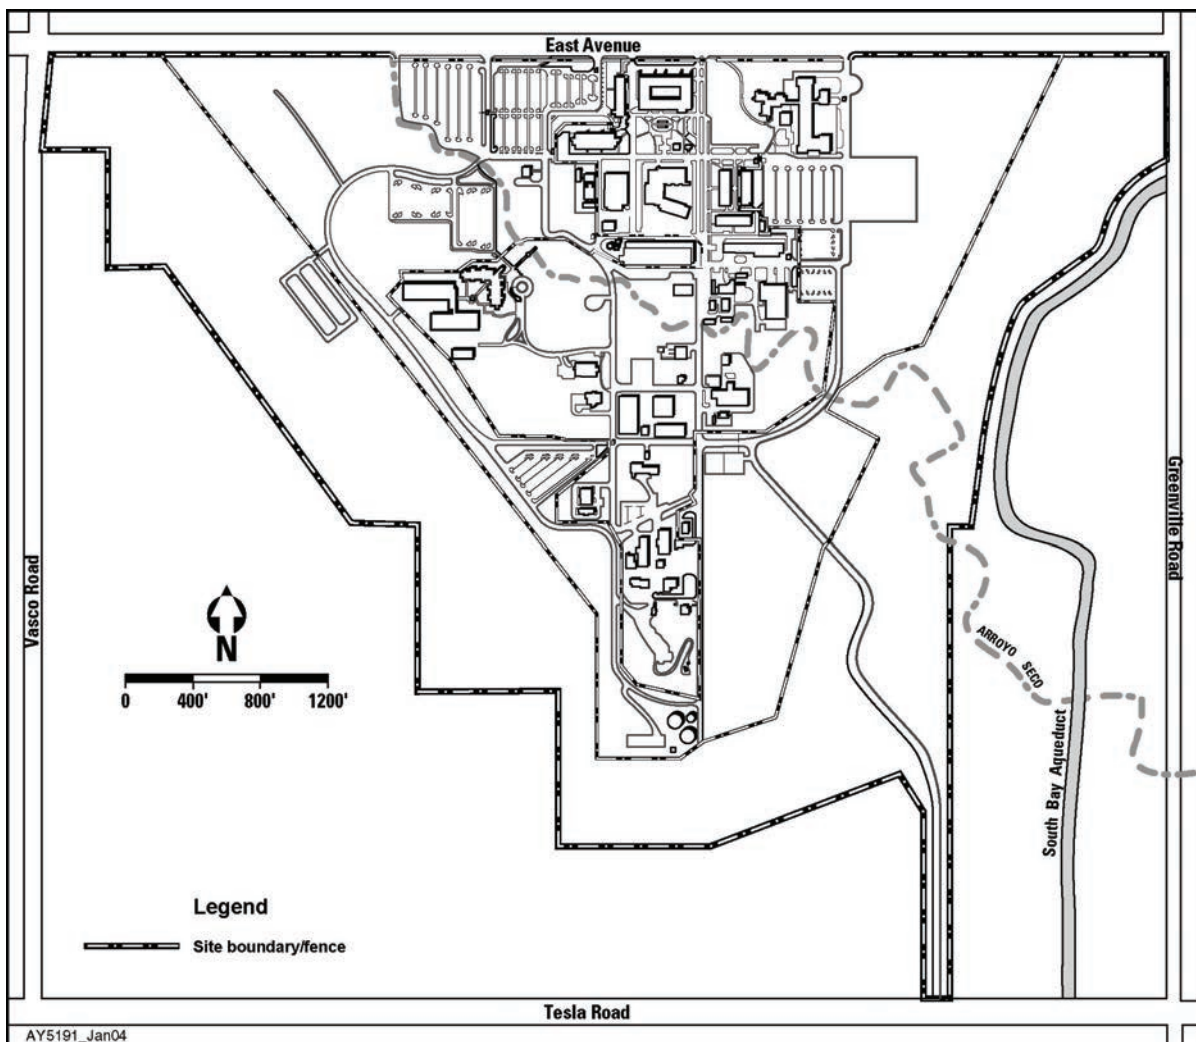 East Avenue
Vasco Road
Greenville Road
N
0 400' 800' 1200'
ARROYO SECO
South Bay Aqueduct
Legend
Site boundary/fence
Tesla Road
AY5191_Jan04